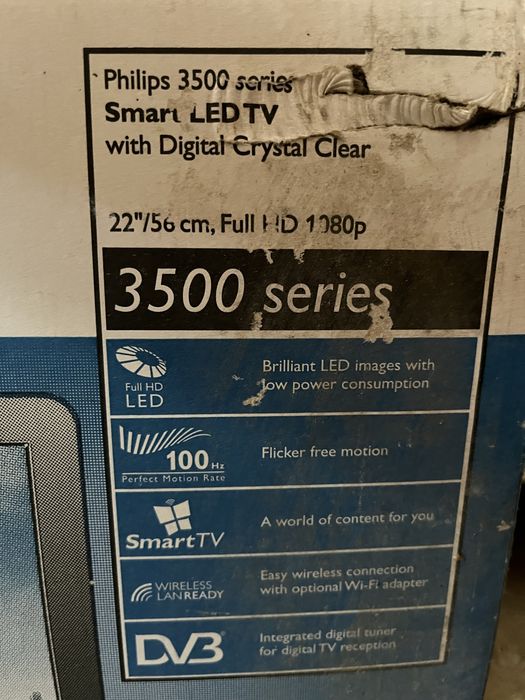 Philips 3500 series
Smart LED TV
with Digital Crystal Clear
22"/56 cm, Full HD 1080p
3500 series
Full HD
LED
Brilliant LED images with
low power consumption
100 Hz
Perfect Motion Rate
Flicker free motion
SmartTV
A world of content for you
WIRELESS
LAN READY
Easy wireless connection
with optional Wi-Fi adapter
DVB
Integrated digital tuner
for digital TV reception